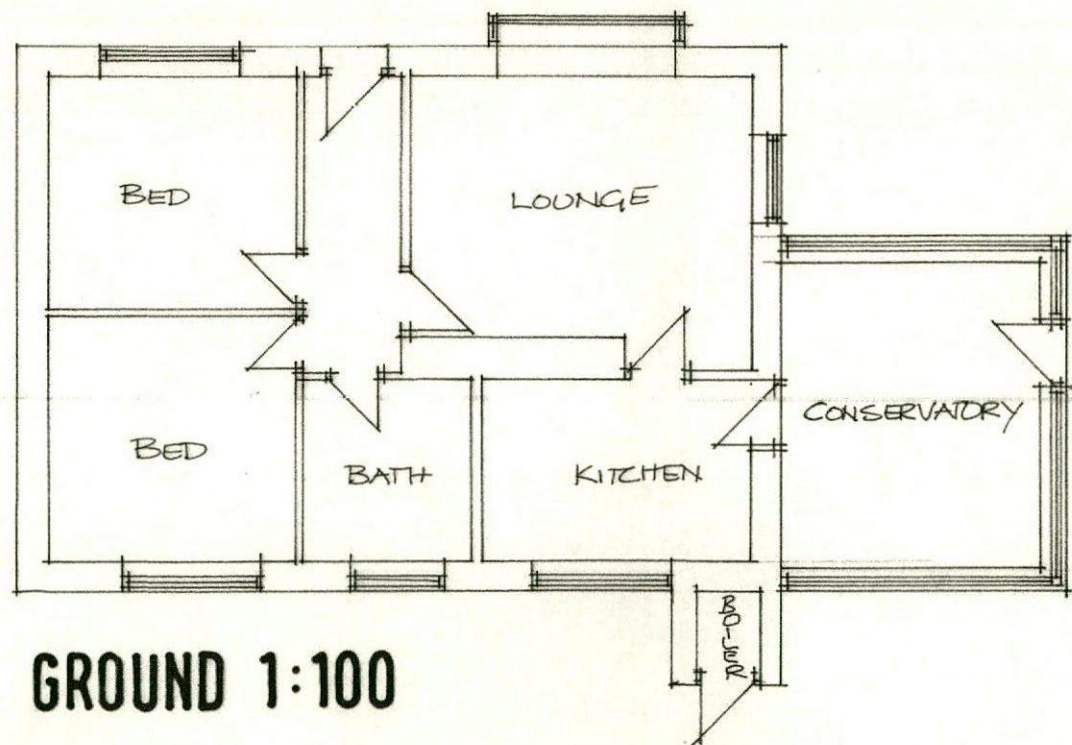 BED
LOUNGE
CONSERVATORY
BED
BATH
KITCHEN
BOILER
GROUND 1:100